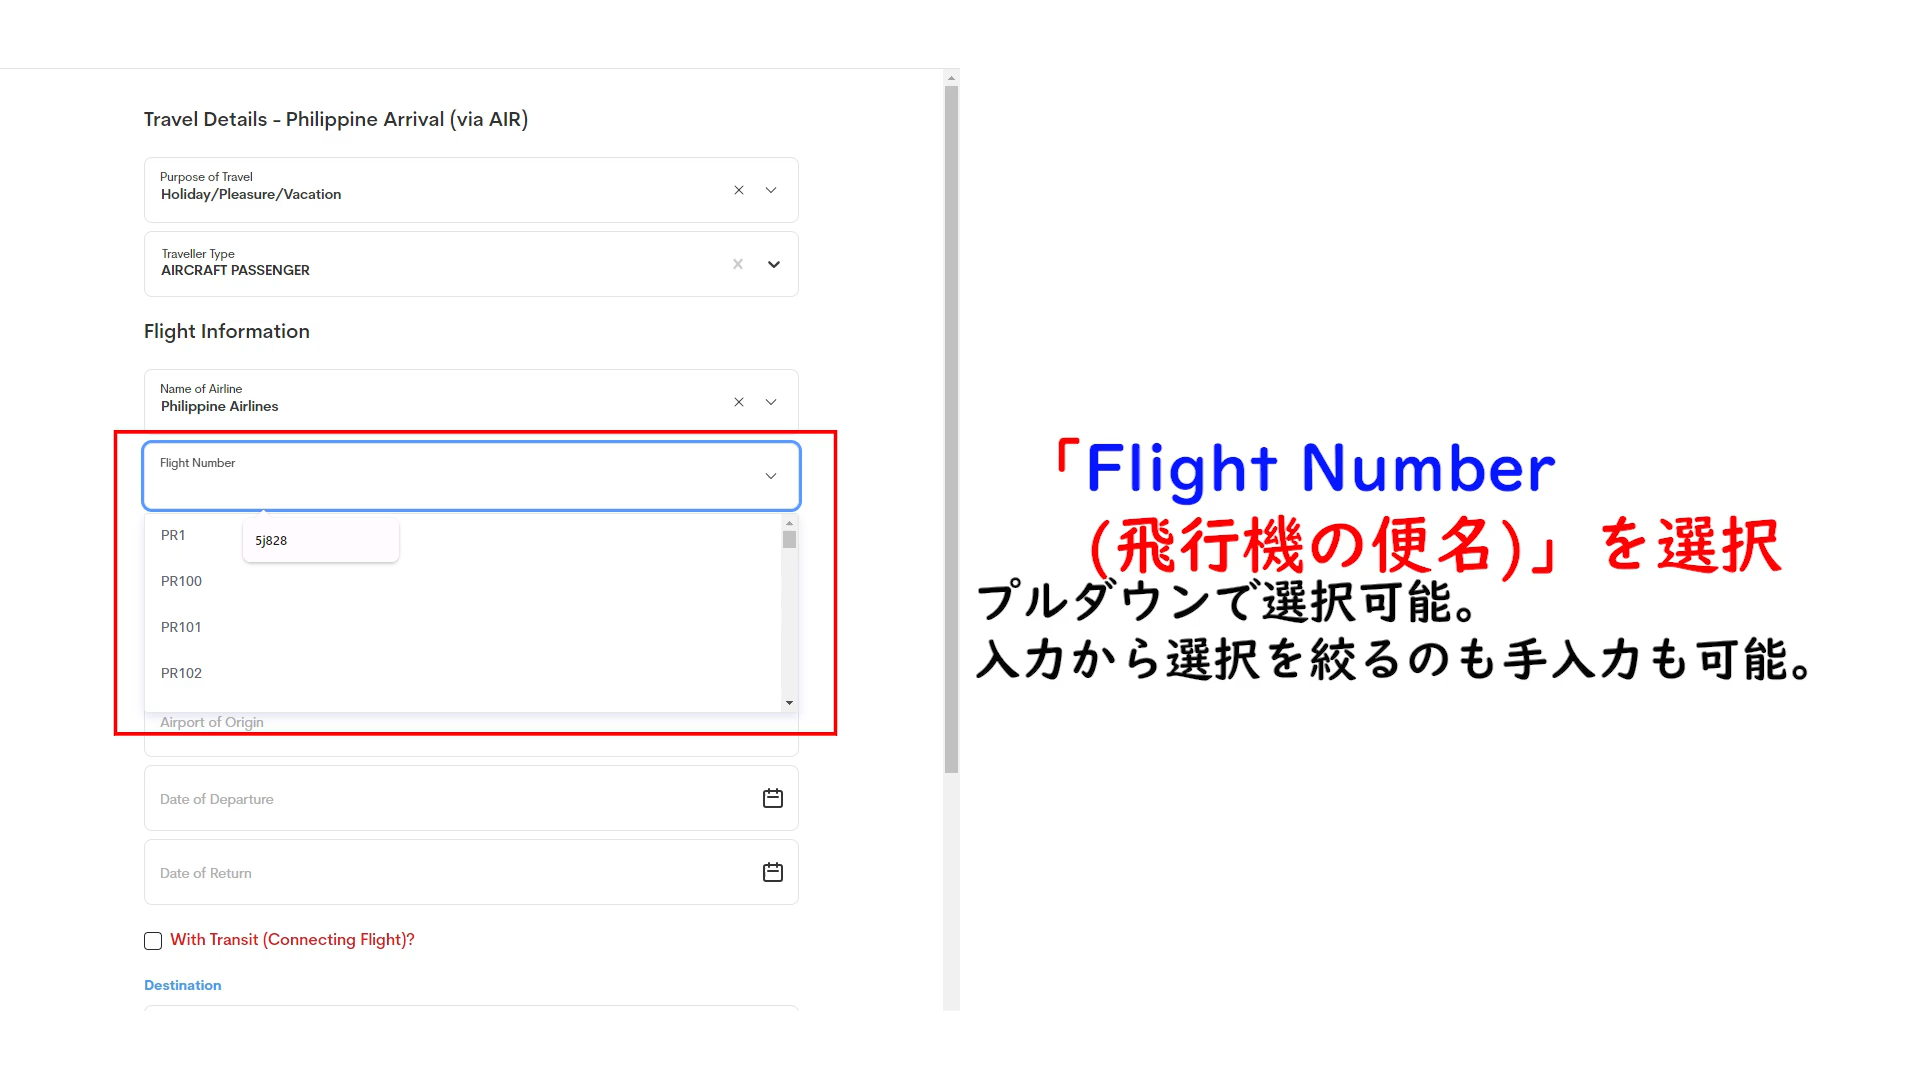 Travel Details - Philippine Arrival (via AIR)
Purpose of Travel
Holiday/Pleasure/Vacation
Traveller Type
AIRCRAFT PASSENGER
Flight Information
Name of Airline
Philippine Airlines
Flight Number
PR1
5j828
PR100
PR101
PR102
Airport of Origin
Date of Departure
Date of Return
With Transit (Connecting Flight)?
Destination
「Flight Number
(飛行機の便名)」を選択
プルダウンで選択可能。
入力から選択を絞るのも手入力も可能。